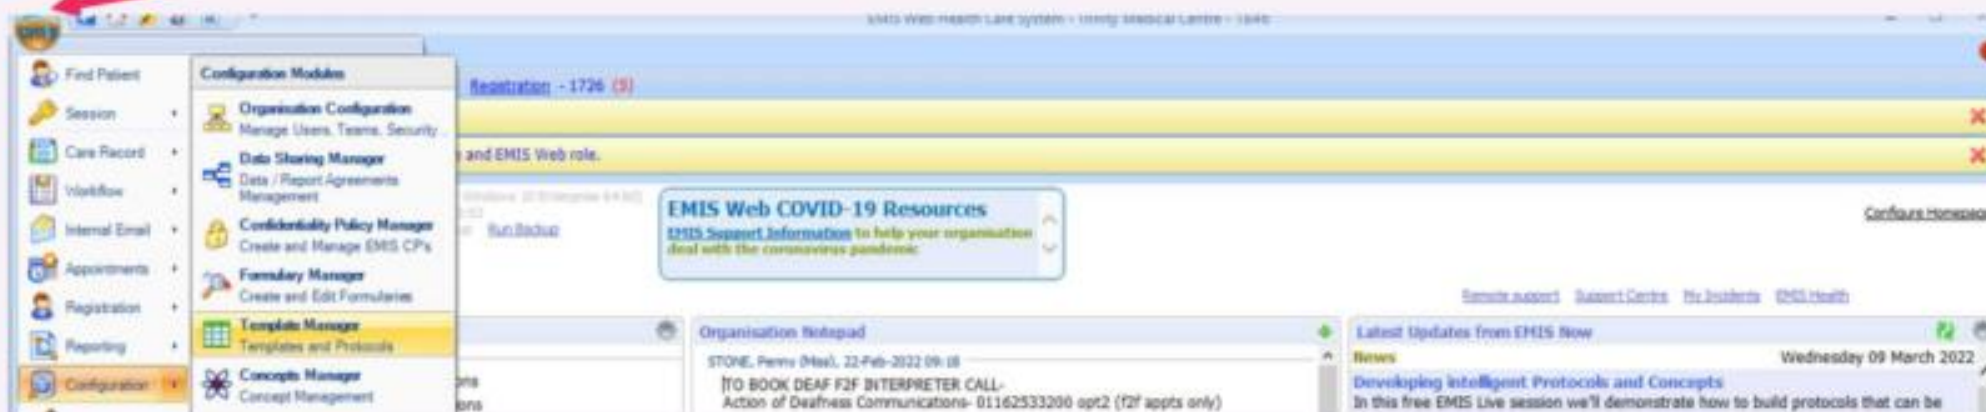 EMIS Web Health Care System - Trinity Medical Centre -
Find Patient
Session
Care Record
Workflow
Internal Email
Appointments
Registration
Reporting
Configuration
Configuration Modules
Organisation Configuration
Manage Users, Teams, Security
Data Sharing Manager
Data / Report Agreements
Management
Confidentiality Policy Manager
Create and Manage EMIS CP's
Formulary Manager
Create and Edit Formularies
Template Manager
Templates and Protocols
Concepts Manager
Concept Management
Registration - 1726 (5)
and EMIS Web role.
Run Backup
EMIS Web COVID-19 Resources
EMIS Support Information to help your organisation
deal with the coronavirus pandemic
Configure Homepage
Remote support Support Centre My Incidents EMIS Health
Organisation Notepad
STONE, Penny (Miss), 22-Feb-2022 09:18
TO BOOK DEAF F2F INTERPRETER CALL-
Action of Deafness Communications- 01162533200 opt2 (f2f appts only)
Latest Updates from EMIS Now
News
Wednesday 09 March 2022
Developing intelligent Protocols and Concepts
In this free EMIS Live session we'll demonstrate how to build protocols that can be